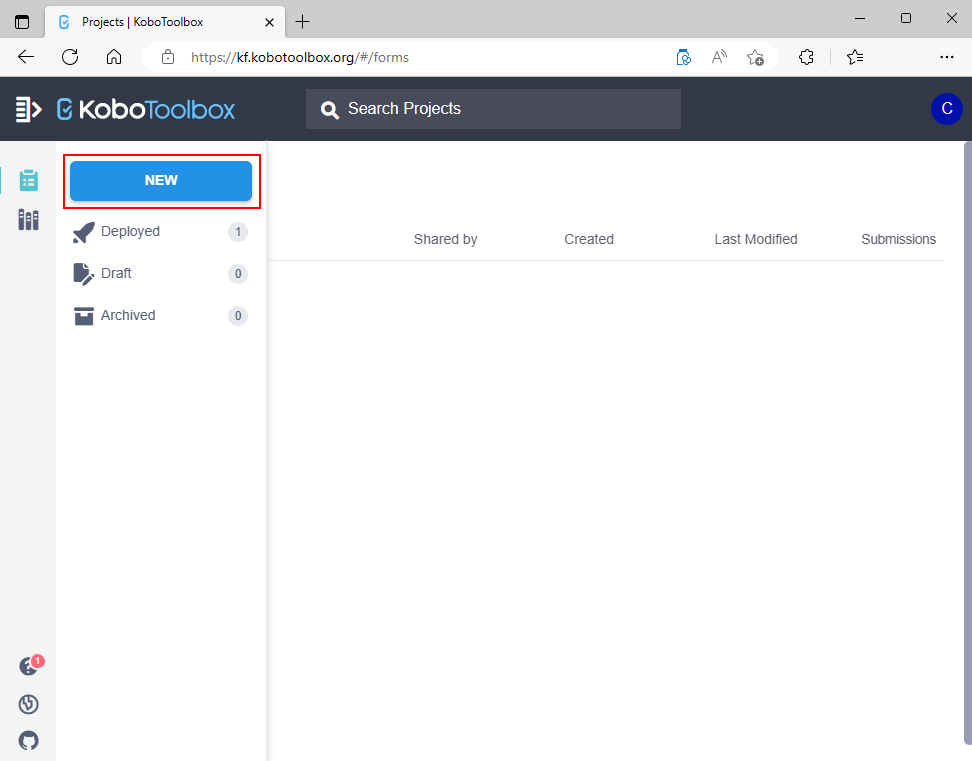 Projects | KoboToolbox
https://kf.kobotoolbox.org/#/forms
KoboToolbox
Search Projects
C
NEW
Deployed 1
Draft 0
Archived 0
Shared by Created Last Modified Submissions
1